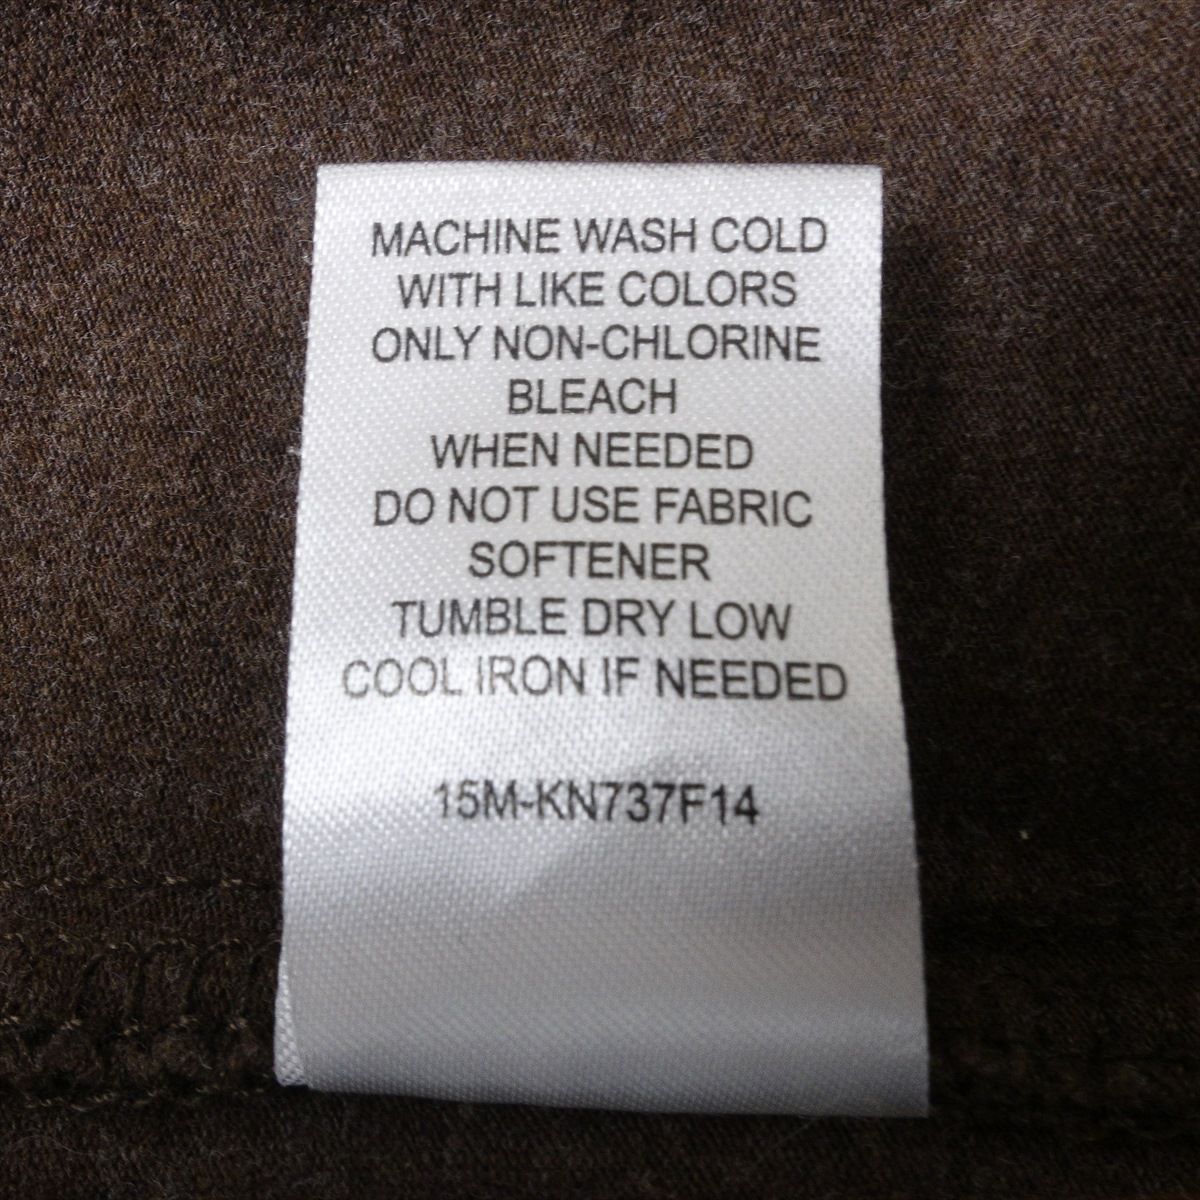 MACHINE WASH COLD
WITH LIKE COLORS
ONLY NON-CHLORINE
BLEACH
WHEN NEEDED
DO NOT USE FABRIC
SOFTENER
TUMBLE DRY LOW
COOL IRON IF NEEDED
15M-KN737F14